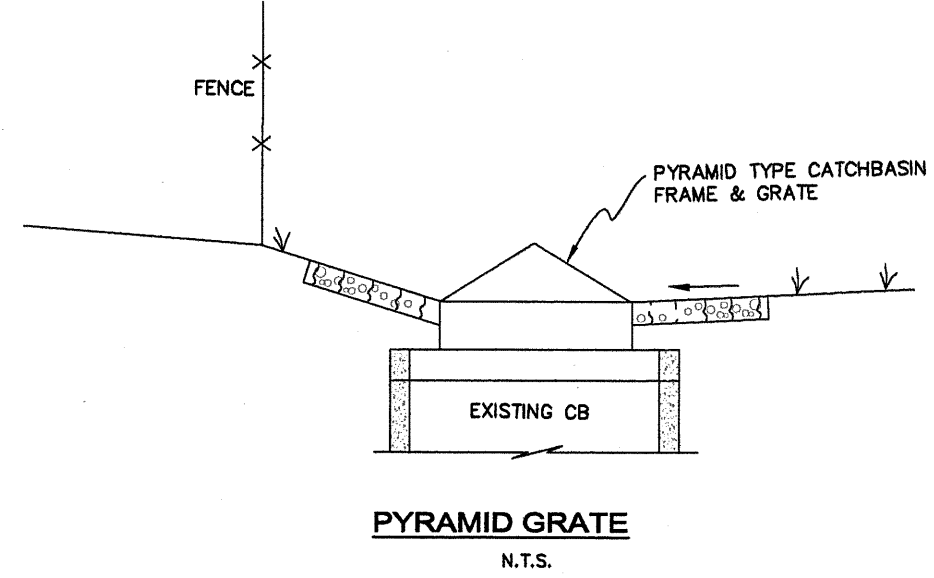 FENCE
PYRAMID TYPE CATCHBASIN
FRAME & GRATE
EXISTING CB
PYRAMID GRATE
N.T.S.